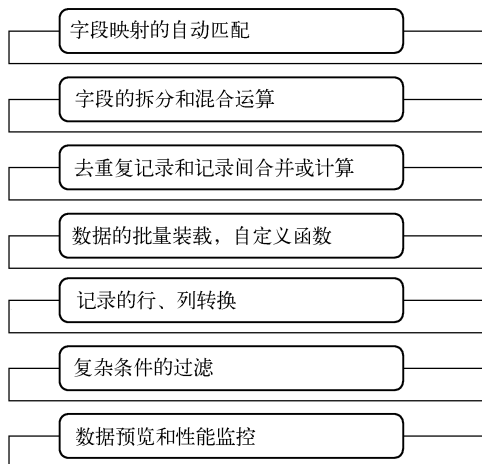 字段映射的自动匹配
字段的拆分和混合运算
去重复记录和记录间合并或计算
数据的批量装载，自定义函数
记录的行、列转换
复杂条件的过滤
数据预览和性能监控